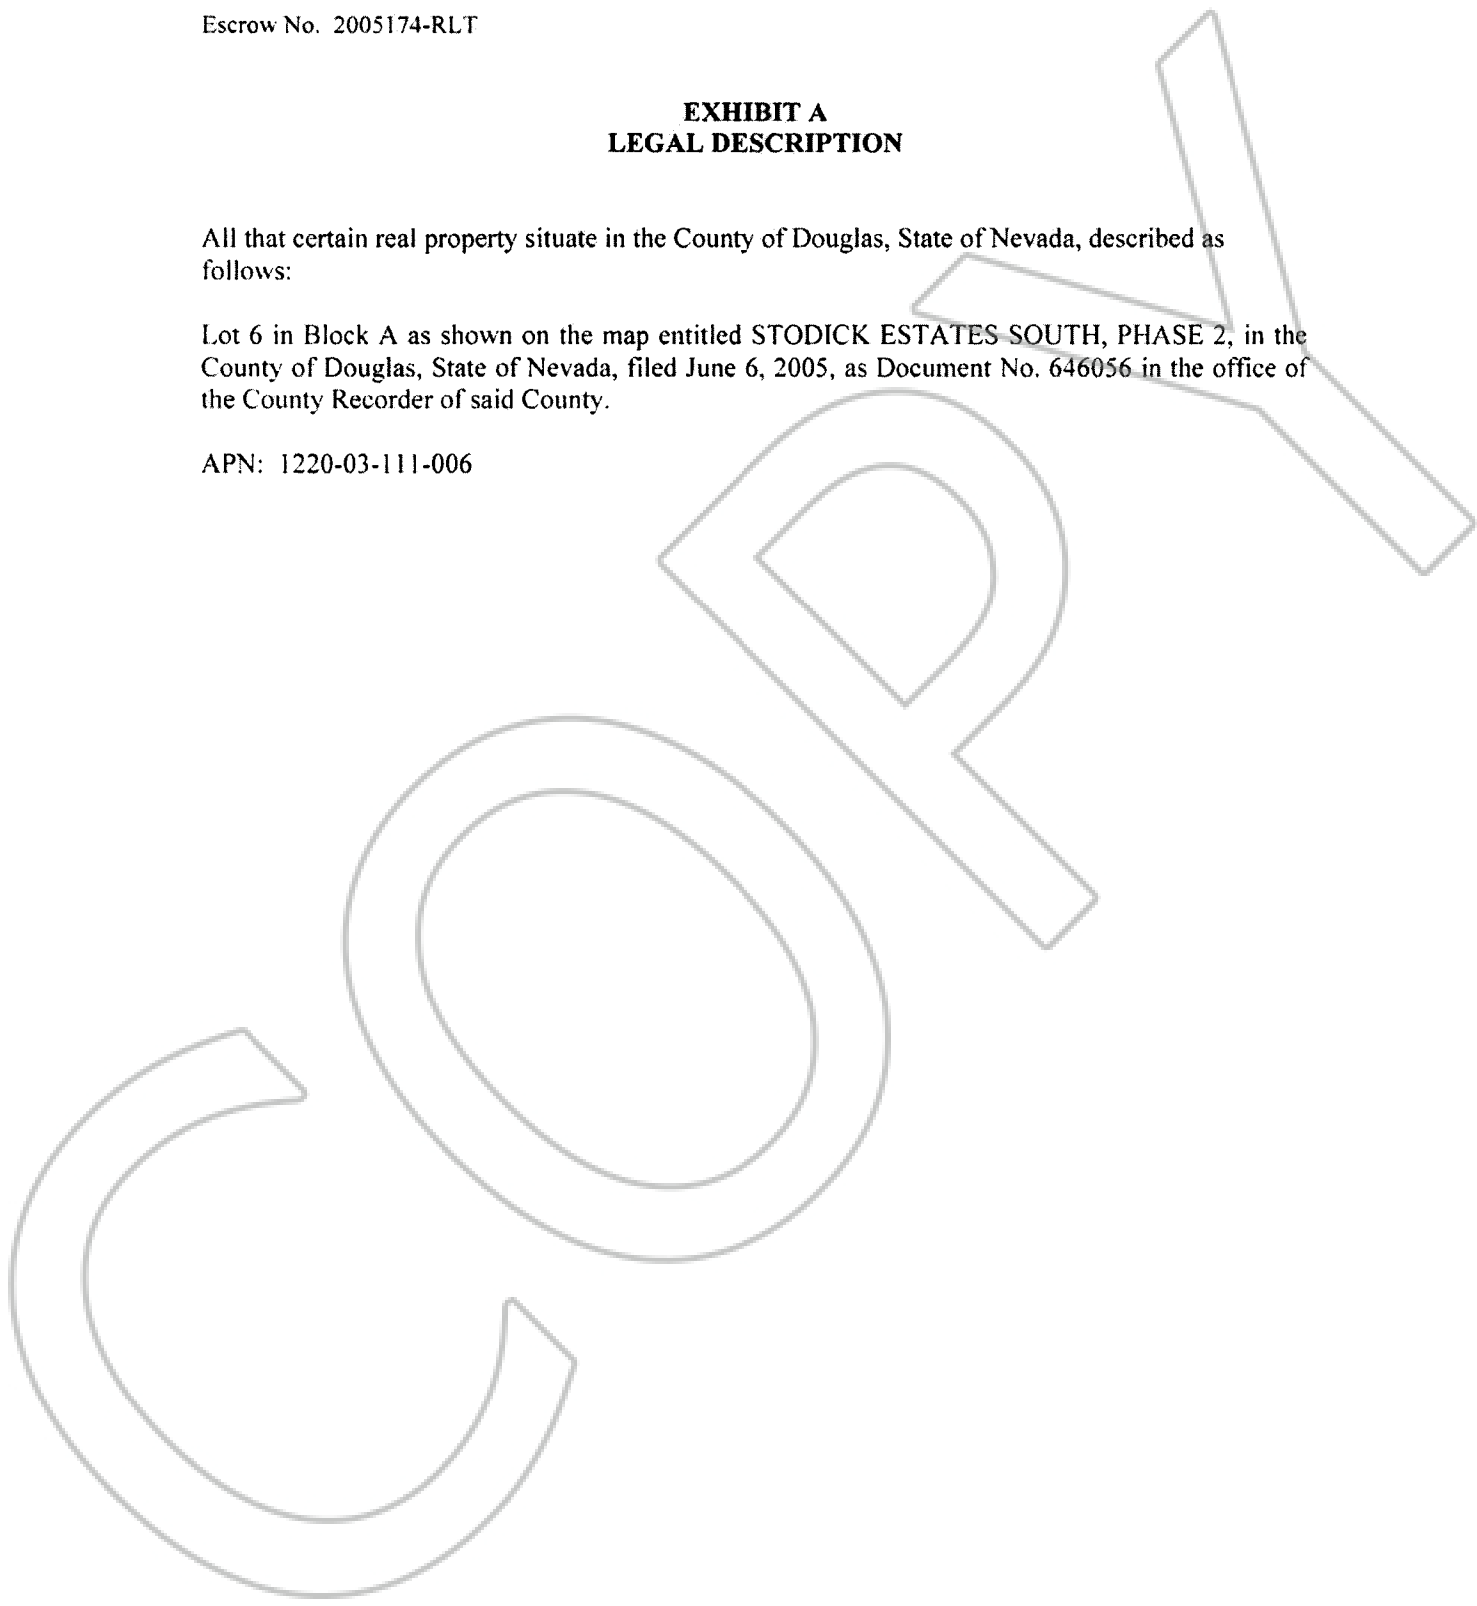 Escrow No. 2005174-RLT
EXHIBIT A
LEGAL DESCRIPTION
All that certain real property situate in the County of Douglas, State of Nevada, described as
follows:
Lot 6 in Block A as shown on the map entitled STODICK ESTATES SOUTH, PHASE 2, in the
County of Douglas, State of Nevada, filed June 6, 2005, as Document No. 646056 in the office of
the County Recorder of said County.
APN: 1220-03-111-006
COPY